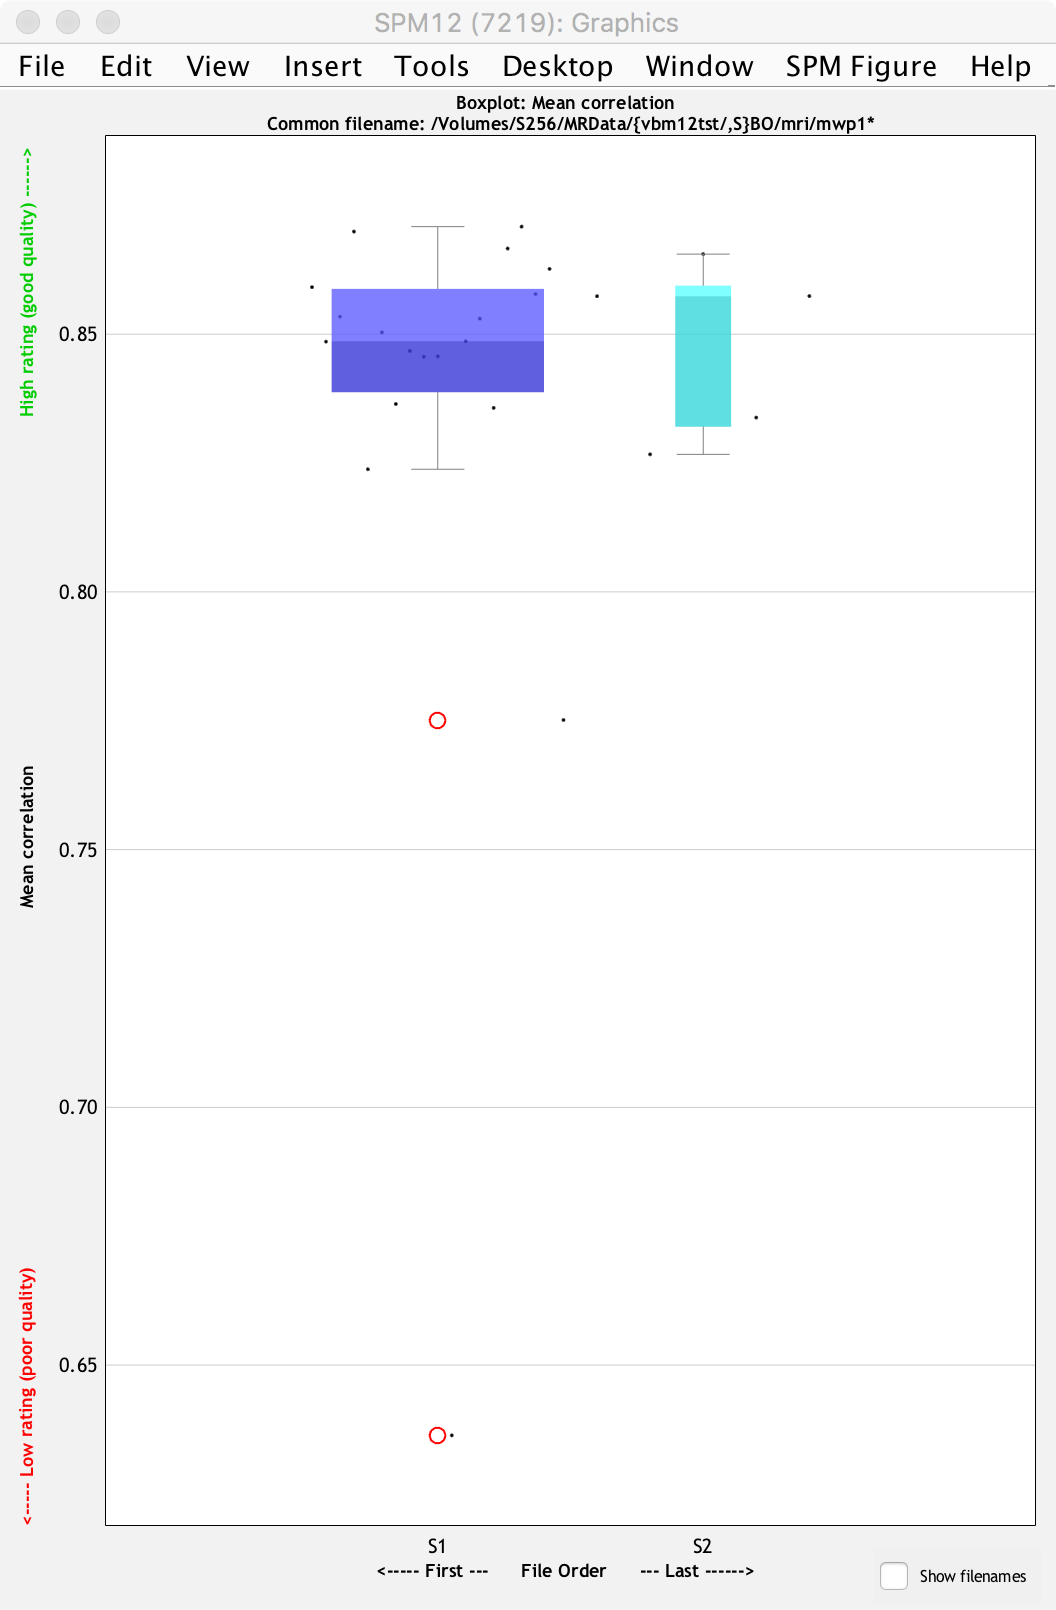 SPM12 (7219): Graphics
File Edit View Insert Tools Desktop Window SPM Figure Help
Boxplot: Mean correlation
Common filename: /Volumes/S256/MRData/{vbm12tst/,S}BO/mri/mwp1*
High rating (good quality) ------>
0.85
0.80
Mean correlation
0.75
0.70
<----- Low rating (poor quality)
0.65
S1 S2
<----- First --- File Order --- Last ------>
Show filenames